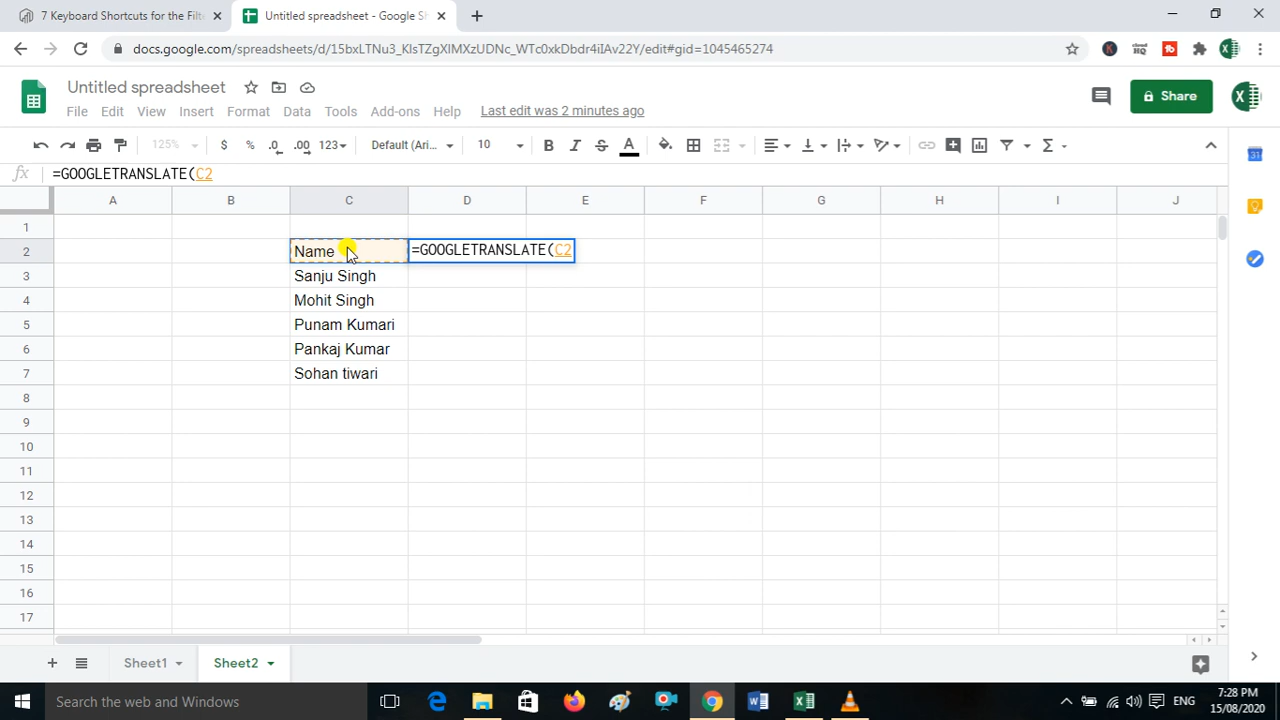 7 Keyboard Shortcuts for the Filt
Untitled spreadsheet - Google Sh
docs.google.com/spreadsheets/d/15bxLTNu3_KlsTZgXlMXzUDNc_WTc0xkDbdr4iIAv22Y/edit#gid=1045465274
Untitled spreadsheet
File Edit View Insert Format Data Tools Add-ons Help Last edit was 2 minutes ago
Share
125% $ % .0 .00 123 Default (Ari... 10 B I S A Σ
fx =GOOGLETRANSLATE(C2
A B C D E F G H I J
1
2 Name =GOOGLETRANSLATE(C2
3 Sanju Singh
4 Mohit Singh
5 Punam Kumari
6 Pankaj Kumar
7 Sohan tiwari
8
9
10
11
12
13
14
15
16
17
+ Sheet1 Sheet2
Search the web and Windows
ENG
7:28 PM
15/08/2020